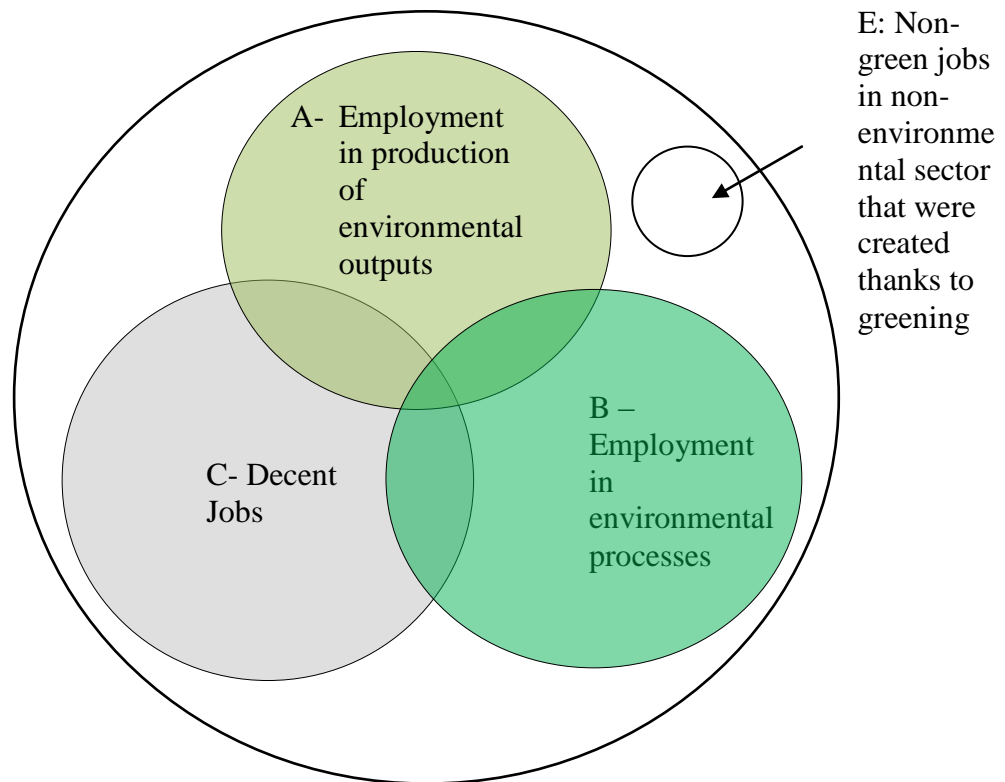 A- Employment
in production
of
environmental
outputs
E: Non-
green jobs
in non-
environme
ntal sector
that were
created
thanks to
greening
B –
Employment
in
environmental
processes
C- Decent
Jobs